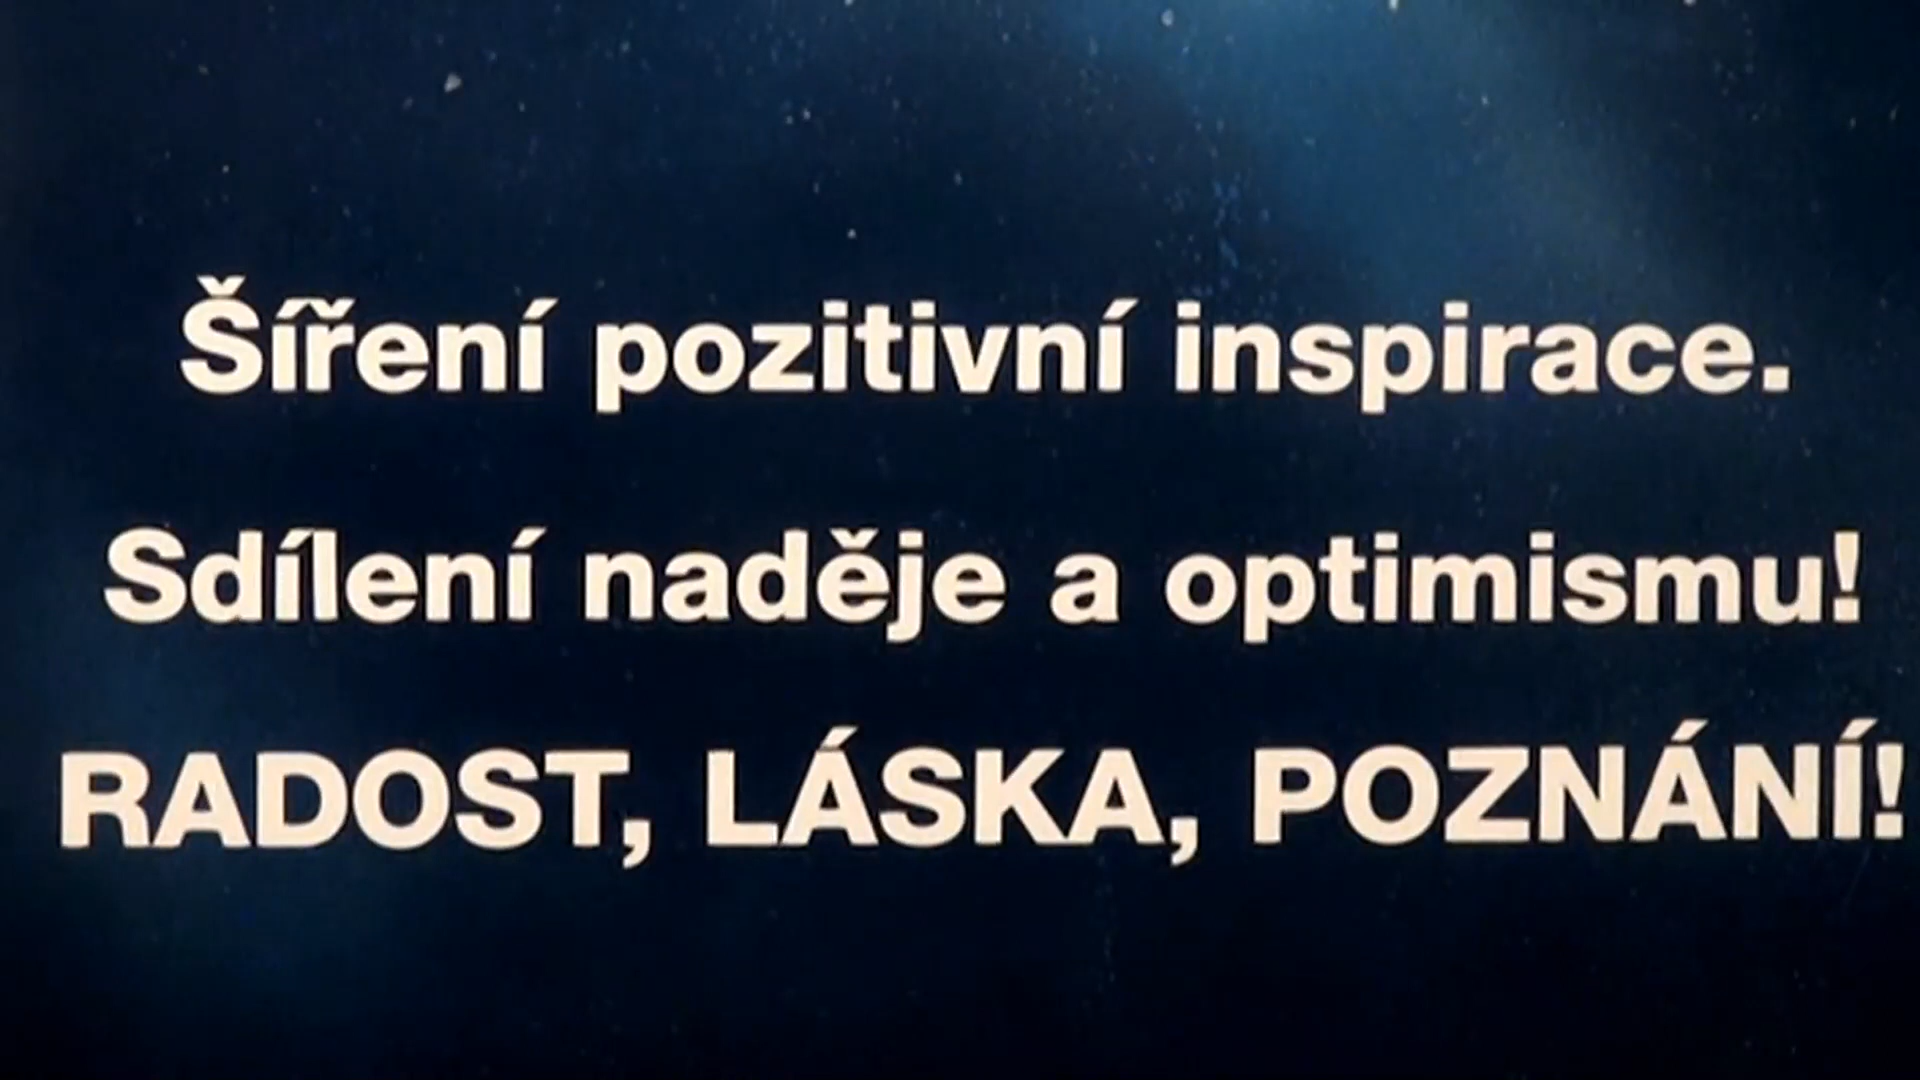 Šíření pozitivní inspirace.
Sdílení naděje a optimismu!
RADOST, LÁSKA, POZNÁNÍ!